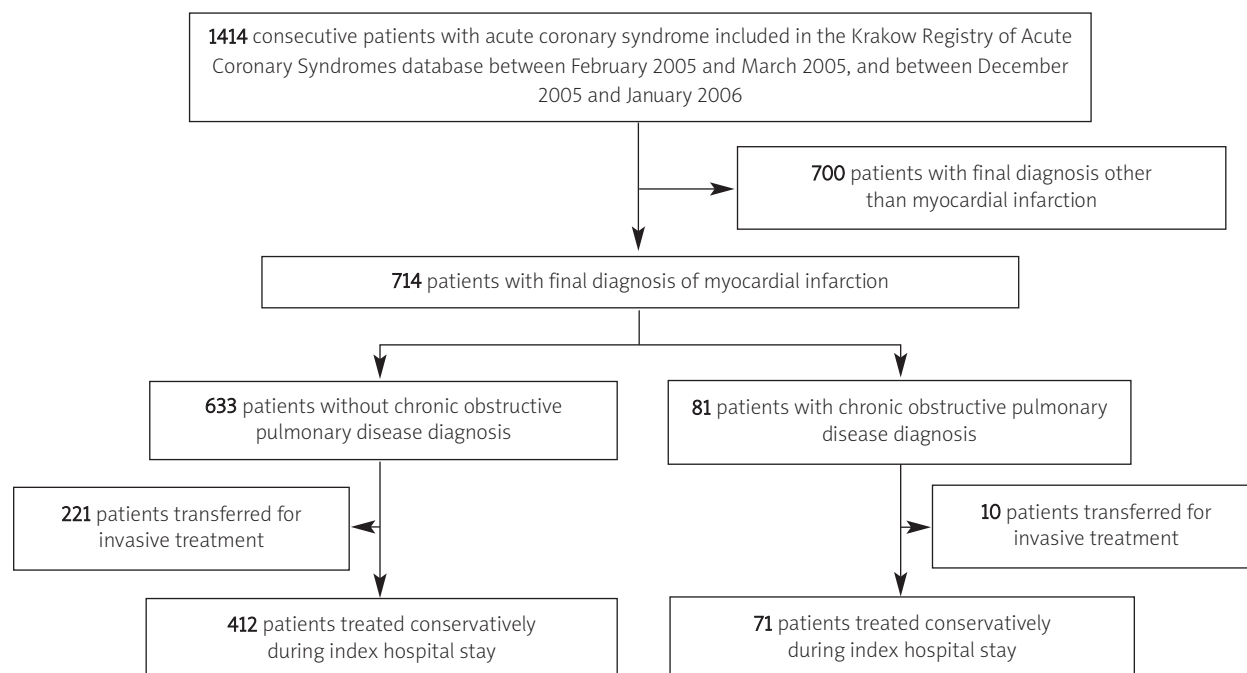 1414 consecutive patients with acute coronary syndrome included in the Krakow Registry of Acute
Coronary Syndromes database between February 2005 and March 2005, and between December
2005 and January 2006
700 patients with final diagnosis other
than myocardial infarction
714 patients with final diagnosis of myocardial infarction
633 patients without chronic obstructive
pulmonary disease diagnosis
81 patients with chronic obstructive pulmonary
disease diagnosis
221 patients transferred for
invasive treatment
10 patients transferred for
invasive treatment
412 patients treated conservatively
during index hospital stay
71 patients treated conservatively
during index hospital stay